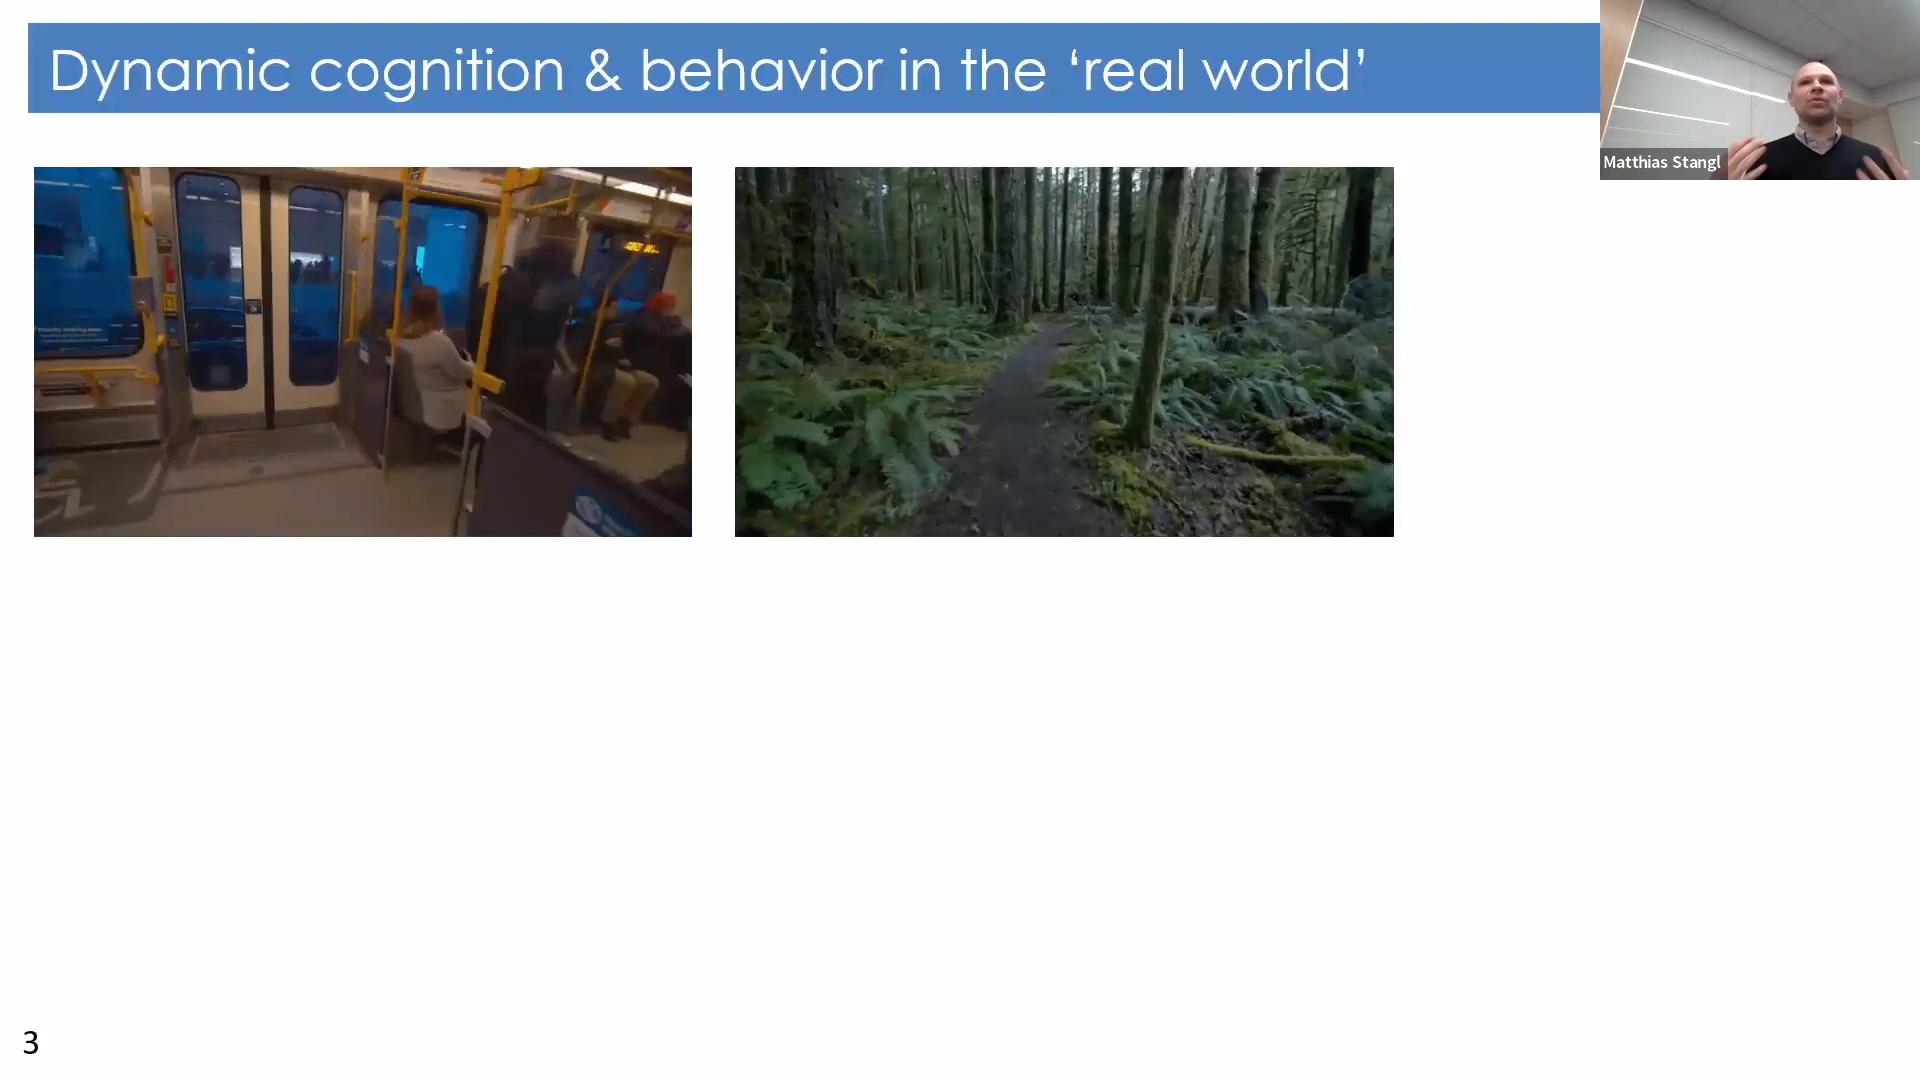 Dynamic cognition & behavior in the ‘real world’
Matthias Stangl
3